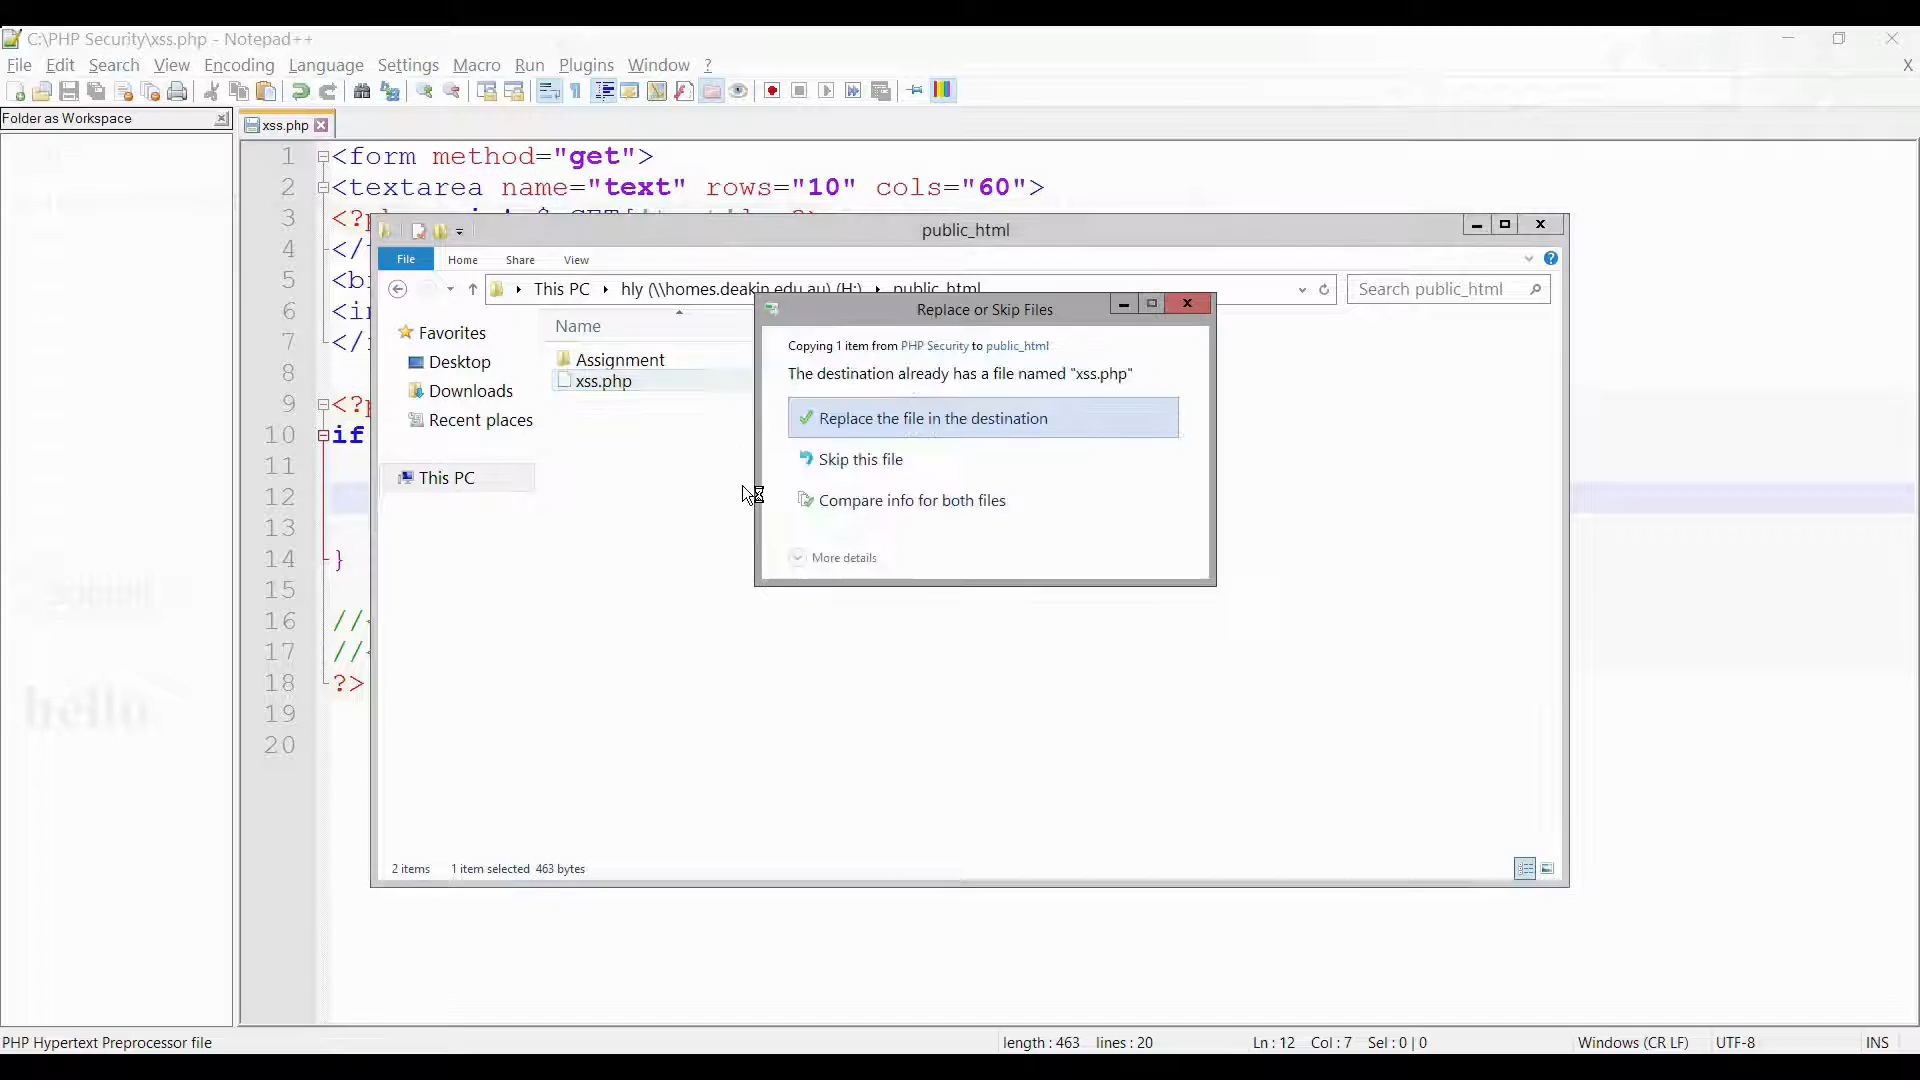 C:\PHP Security\xss.php - Notepad++
File Edit Search View Encoding Language Settings Macro Run Plugins Window ?
X
Folder as Workspace
xss.php
1 <form method="get">
2 <textarea name="text" rows="10" cols="60">
3
4 </
5
6
7 </
8
9
10 if
11
12
13
14 }
15
16 //
17 //
18 ?>
19
20
public_html
File Home Share View
This PC hly (\\homes.deakin.edu.au) (H:) public_html
Search public_html
Favorites
Desktop
Downloads
Recent places
This PC
Name
Assignment
xss.php
Replace or Skip Files
Copying 1 item from PHP Security to public_html
The destination already has a file named "xss.php"
Replace the file in the destination
Skip this file
Compare info for both files
More details
2 items 1 item selected 463 bytes
hello
PHP Hypertext Preprocessor file length : 463 lines : 20 Ln : 12 Col : 7 Sel : 0 | 0 Windows (CR LF) UTF-8 INS